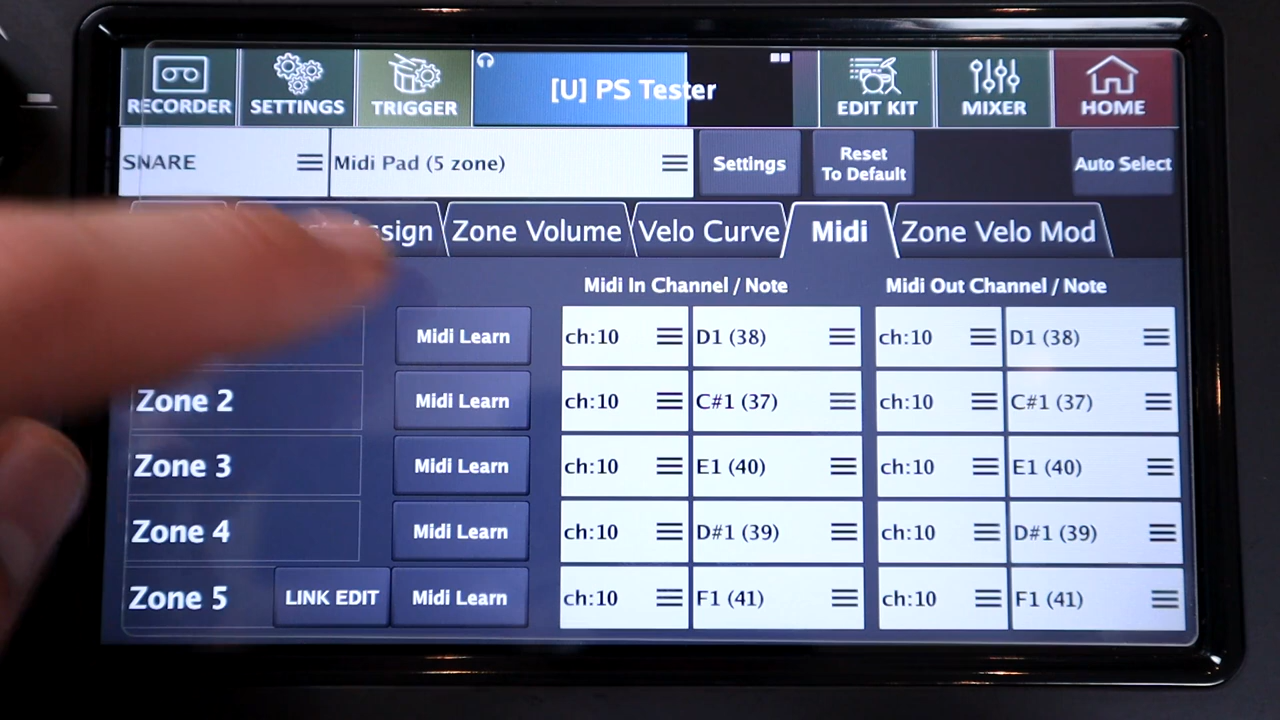 RECORDER SETTINGS TRIGGER [U] PS Tester EDIT KIT MIXER HOME
SNARE Midi Pad (5 zone) Settings Reset To Default Auto Select
Zone Volume Velo Curve Midi Zone Velo Mod
Midi In Channel / Note Midi Out Channel / Note
Midi Learn ch:10 D1 (38) ch:10 D1 (38)
Zone 2 Midi Learn ch:10 C#1 (37) ch:10 C#1 (37)
Zone 3 Midi Learn ch:10 E1 (40) ch:10 E1 (40)
Zone 4 Midi Learn ch:10 D#1 (39) ch:10 D#1 (39)
Zone 5 LINK EDIT Midi Learn ch:10 F1 (41) ch:10 F1 (41)